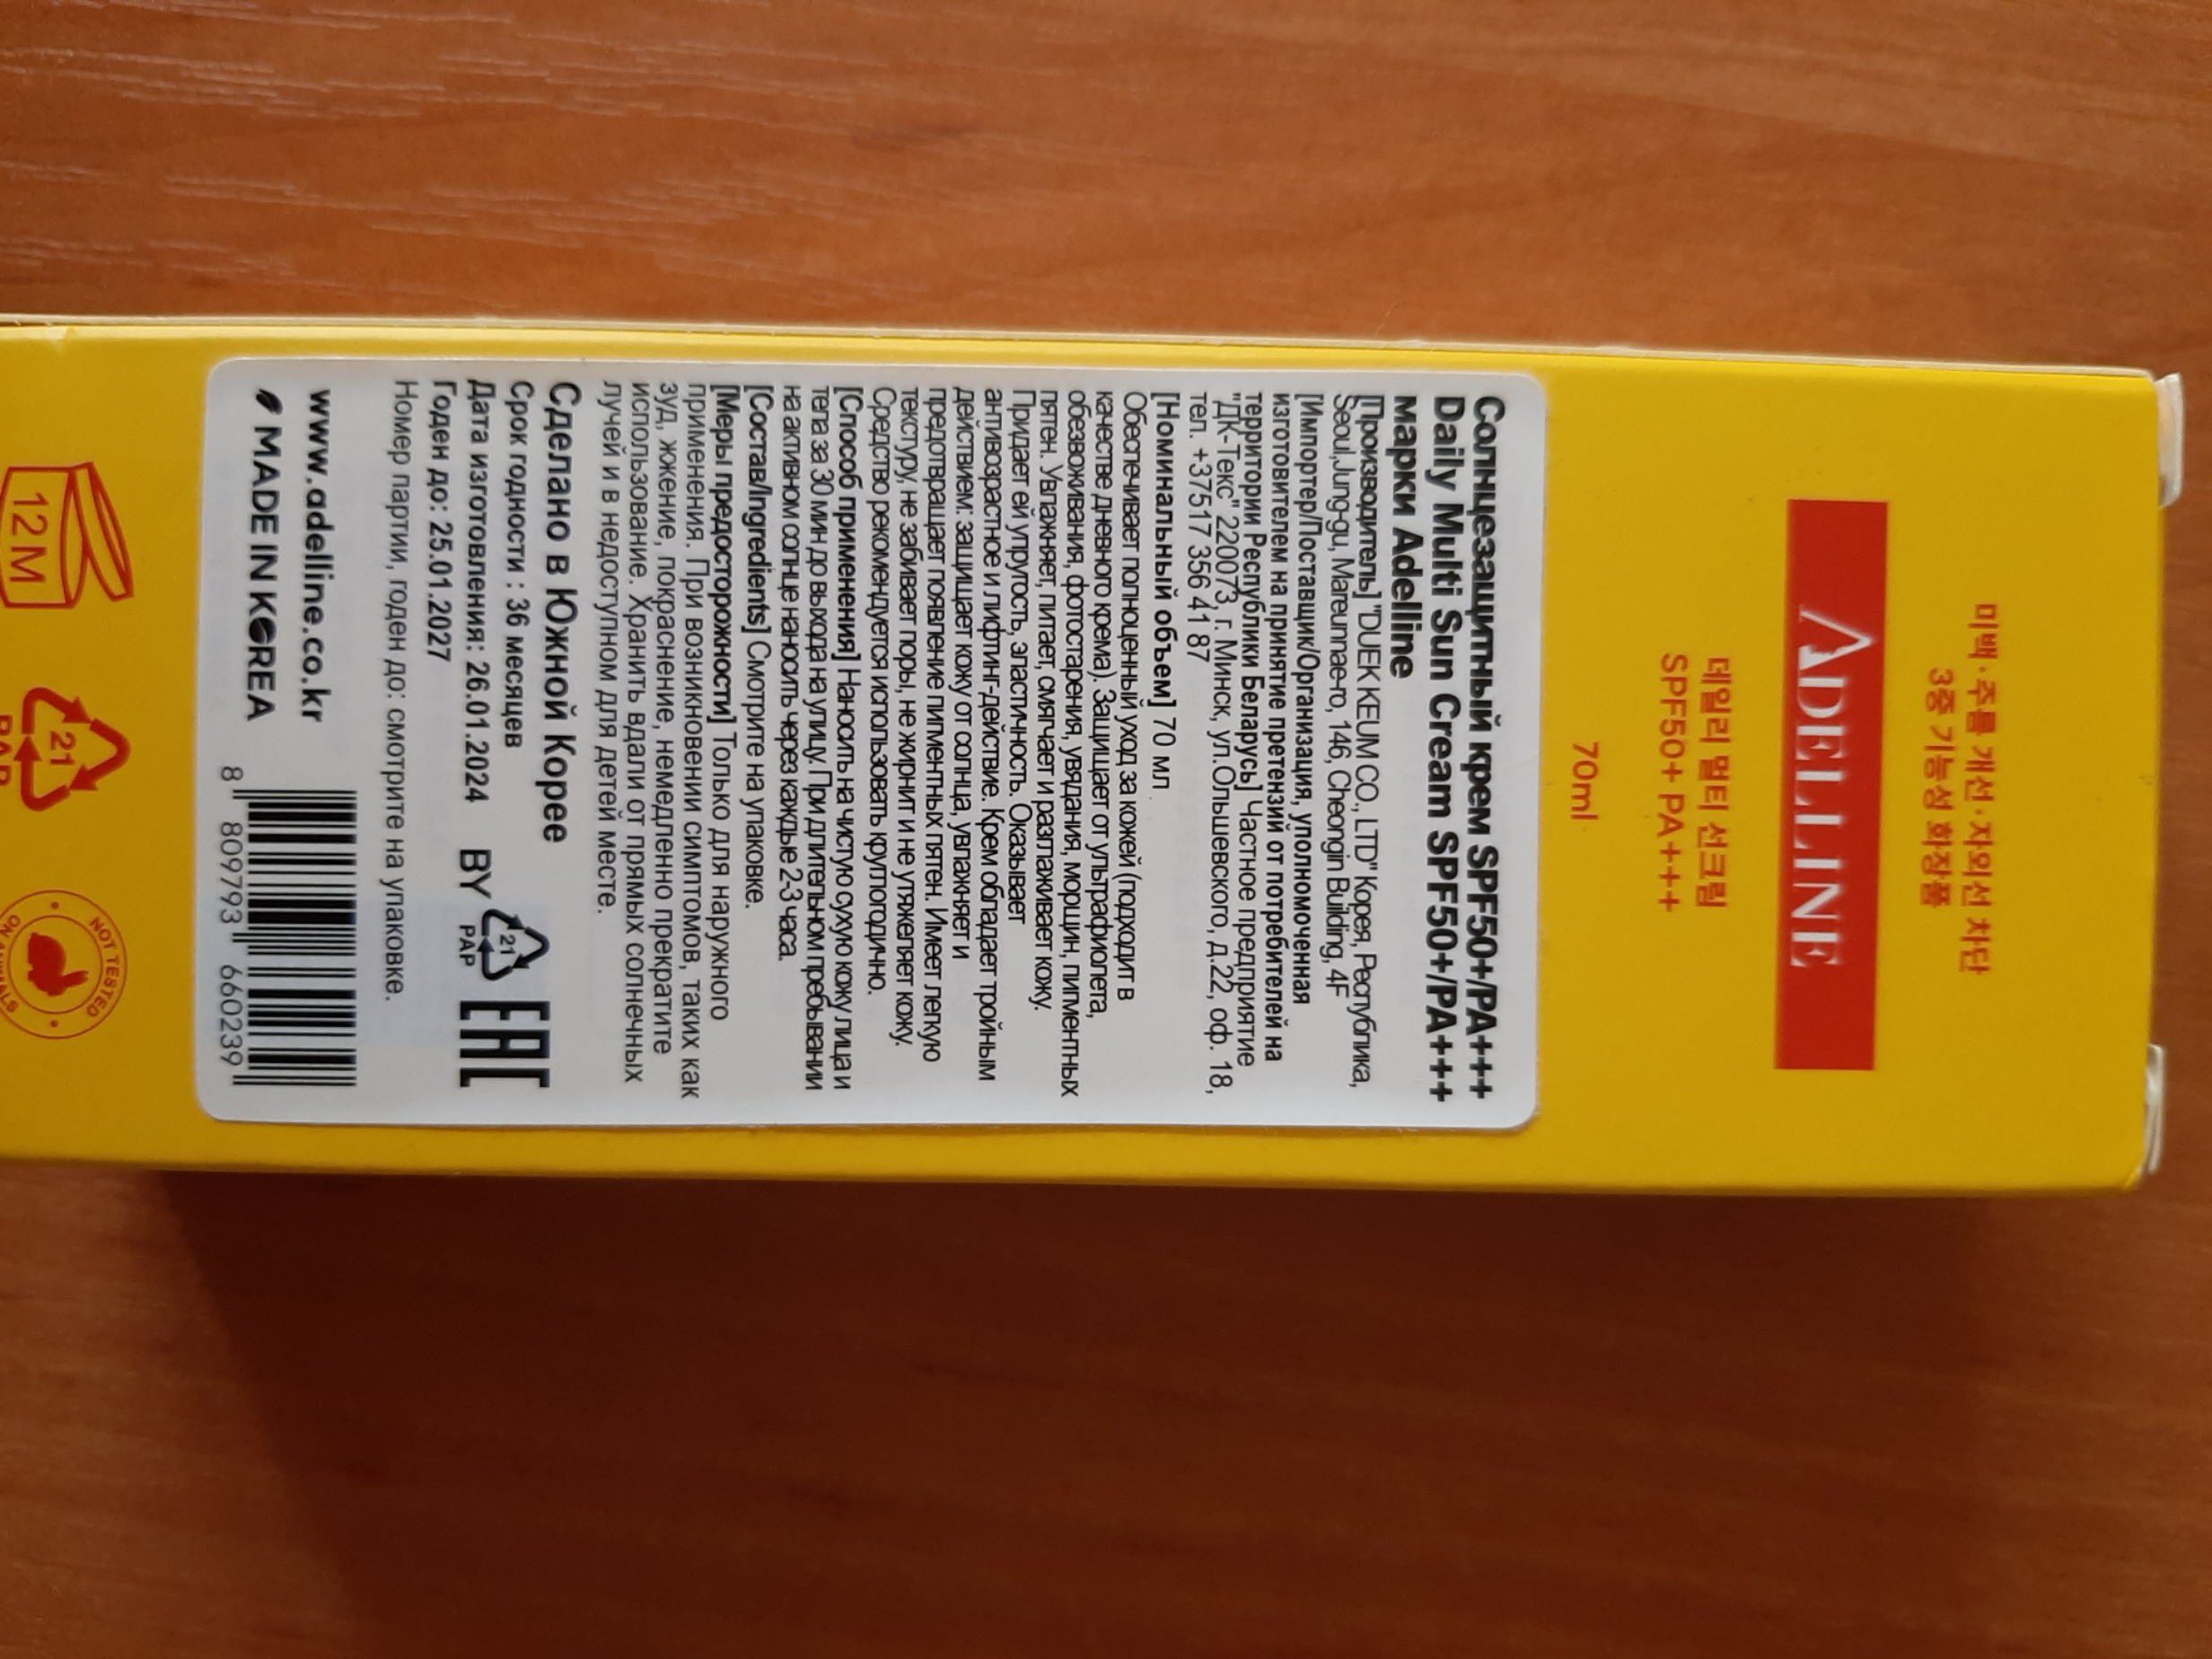 미백·주름 개선·자외선 차단
3중 기능성 화장품
ADELLINE
데일리 멀티 선크림
SPF50+ PA+++
70ml
Солнцезащитный крем SPF50+/PA+++
Daily Multi Sun Cream SPF50+/PA+++
марки Adelline
[Производитель] "DUEK KEUM CO., LTD" Корея, Республика,
Seoul,Jung-gu, Mareunnae-ro, 146, Cheongin Building, 4F
[Импортер/Поставщик/Организация, уполномоченная
изготовителем на принятие претензий от потребителей на
территории Республики Беларусь] Частное предприятие
"ДК-Текс" 220073, г. Минск, ул.Ольшевского, д.22, оф. 18,
тел. +37517 356 41 87
[Номинальный объем] 70 мл
Обеспечивает полноценный уход за кожей (подходит в
качестве дневного крема). Защищает от ультрафиолета,
обезвоживания, фотостарения, увядания, морщин, пигментных
пятен. Увлажняет, питает, смягчает и разглаживает кожу.
Придает ей упругость, эластичность. Оказывает
антивозрастное и лифтинг-действие. Крем обладает тройным
действием: защищает кожу от солнца, увлажняет и
предотвращает появление пигментных пятен. Имеет легкую
текстуру, не забивает поры, не жирнит и не утяжеляет кожу.
Средство рекомендуется использовать круглогодично.
[Способ применения] Наносить на чистую сухую кожу лица и
тела за 30 мин до выхода на улицу. При длительном пребывании
на активном солнце наносить через каждые 2-3 часа.
[Состав/Ingredients] Смотрите на упаковке.
[Меры предосторожности] Только для наружного
применения. При возникновении симптомов, таких как
зуд, жжение, покраснение, немедленно прекратите
использование. Хранить вдали от прямых солнечных
лучей и в недоступном для детей месте.
Сделано в Южной Корее
Срок годности : 36 месяцев
Дата изготовления: 26.01.2024
Годен до: 25.01.2027
BY
21
PAP
EAC
Номер партии, годен до: смотрите на упаковке.
www.adelline.co.kr
MADE IN KOREA
8 809793 660239
12M
21
PAP
NOT TESTED
ON ANIMALS